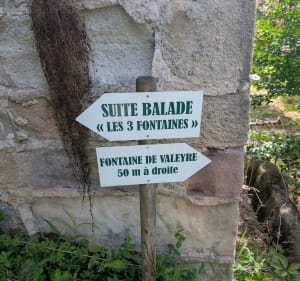 SUITE BALADE
« LES 3 FONTAINES »
FONTAINE DE VALEYRE
50 m à droite